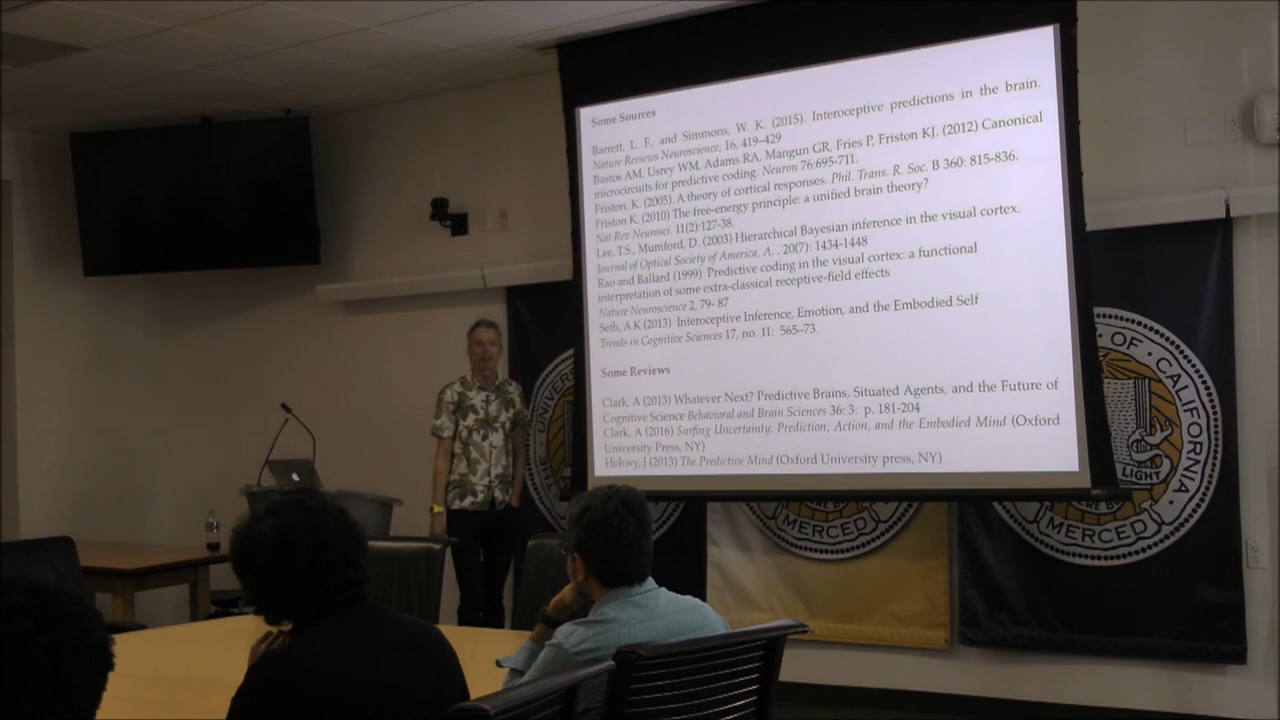 Some Sources
Barrett, L. F., and Simmons, W. K. (2015). Interoceptive predictions in the brain.
Nature Reviews Neuroscience, 16, 419–429
Bastos AM, Usrey WM, Adams RA, Mangun GR, Fries P, Friston KJ. (2012) Canonical
microcircuits for predictive coding. Neuron 76:695-711.
Friston, K. (2005). A theory of cortical responses. Phil. Trans. R. Soc. B 360: 815-836.
Friston K. (2010) The free-energy principle: a unified brain theory?
Nat Rev Neurosci. 11(2):127-38.
Lee, T.S., Mumford, D. (2003) Hierarchical Bayesian inference in the visual cortex.
Journal of Optical Society of America, A. . 20(7): 1434-1448
Rao and Ballard (1999) Predictive coding in the visual cortex: a functional
interpretation of some extra-classical receptive-field effects
Nature Neuroscience 2, 79- 87
Seth, A K (2013) Interoceptive Inference, Emotion, and the Embodied Self
Trends in Cognitive Sciences 17, no. 11: 565–73.
Some Reviews
Clark, A (2013) Whatever Next? Predictive Brains, Situated Agents, and the Future of
Cognitive Science Behavioral and Brain Sciences 36: 3: p. 181-204
Clark, A (2016) Surfing Uncertainty: Prediction, Action, and the Embodied Mind (Oxford
University Press, NY)
Hohwy, J (2013) The Predictive Mind (Oxford University press, NY)
THE UNIVERS
MERCED
OF • CALIFORNIA
LIGHT
MERCED